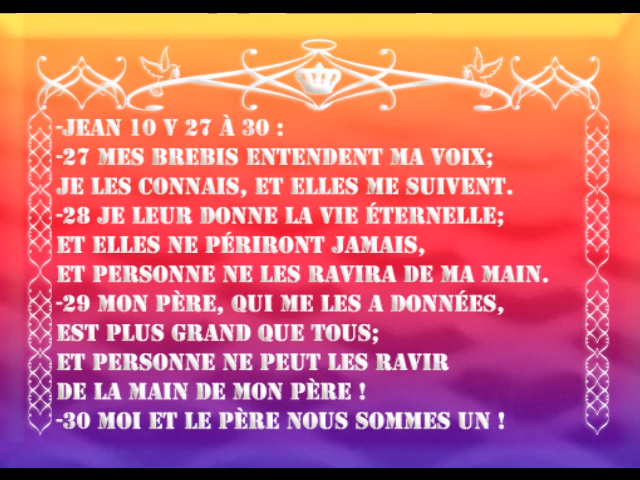 -JEAN 10 V 27 À 30 :
-27 MES BREBIS ENTENDENT MA VOIX;
JE LES CONNAIS, ET ELLES ME SUIVENT.
-28 JE LEUR DONNE LA VIE ÉTERNELLE;
ET ELLES NE PÉRIRONT JAMAIS,
ET PERSONNE NE LES RAVIRA DE MA MAIN.
-29 MON PÈRE, QUI ME LES A DONNÉES,
EST PLUS GRAND QUE TOUS;
ET PERSONNE NE PEUT LES RAVIR
DE LA MAIN DE MON PÈRE !
-30 MOI ET LE PÈRE NOUS SOMMES UN !